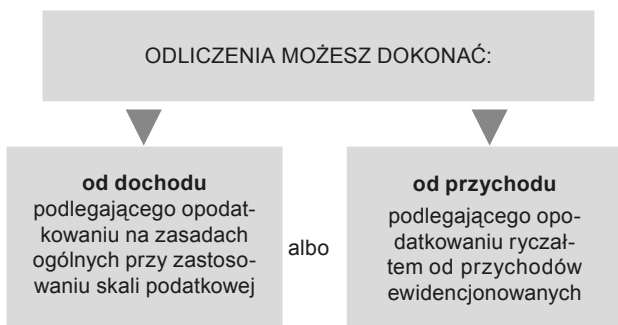 ODLICZENIA MOŻESZ DOKONAĆ:
od dochodu
podlegającego opodat-
kowaniu na zasadach
ogólnych przy zastoso-
waniu skali podatkowej
albo
od przychodu
podlegającego opo-
datkowaniu ryczał-
tem od przychodów
ewidencjonowanych